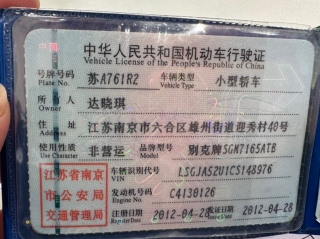 中华人民共和国机动车行驶证
Vehicle License of the People's Republic of China
号牌号码 苏A761R2 车辆类型 小型轿车
Plate No. Vehicle Type
所有人 达晓琪
Owner
住址 江苏南京市六合区雄州街道迎秀村40号
Address
使用性质 非营运 品牌型号 别克牌SGM7165ATB
Use Character Model
江苏省南京
市公安局
交通管理局
车辆识别代号 LSGJA52U1CS148976
VIN
发动机号码 C4130126
Engine No.
注册日期 2012-04-28 发证日期 2012-04-28
Register Date Issue Date